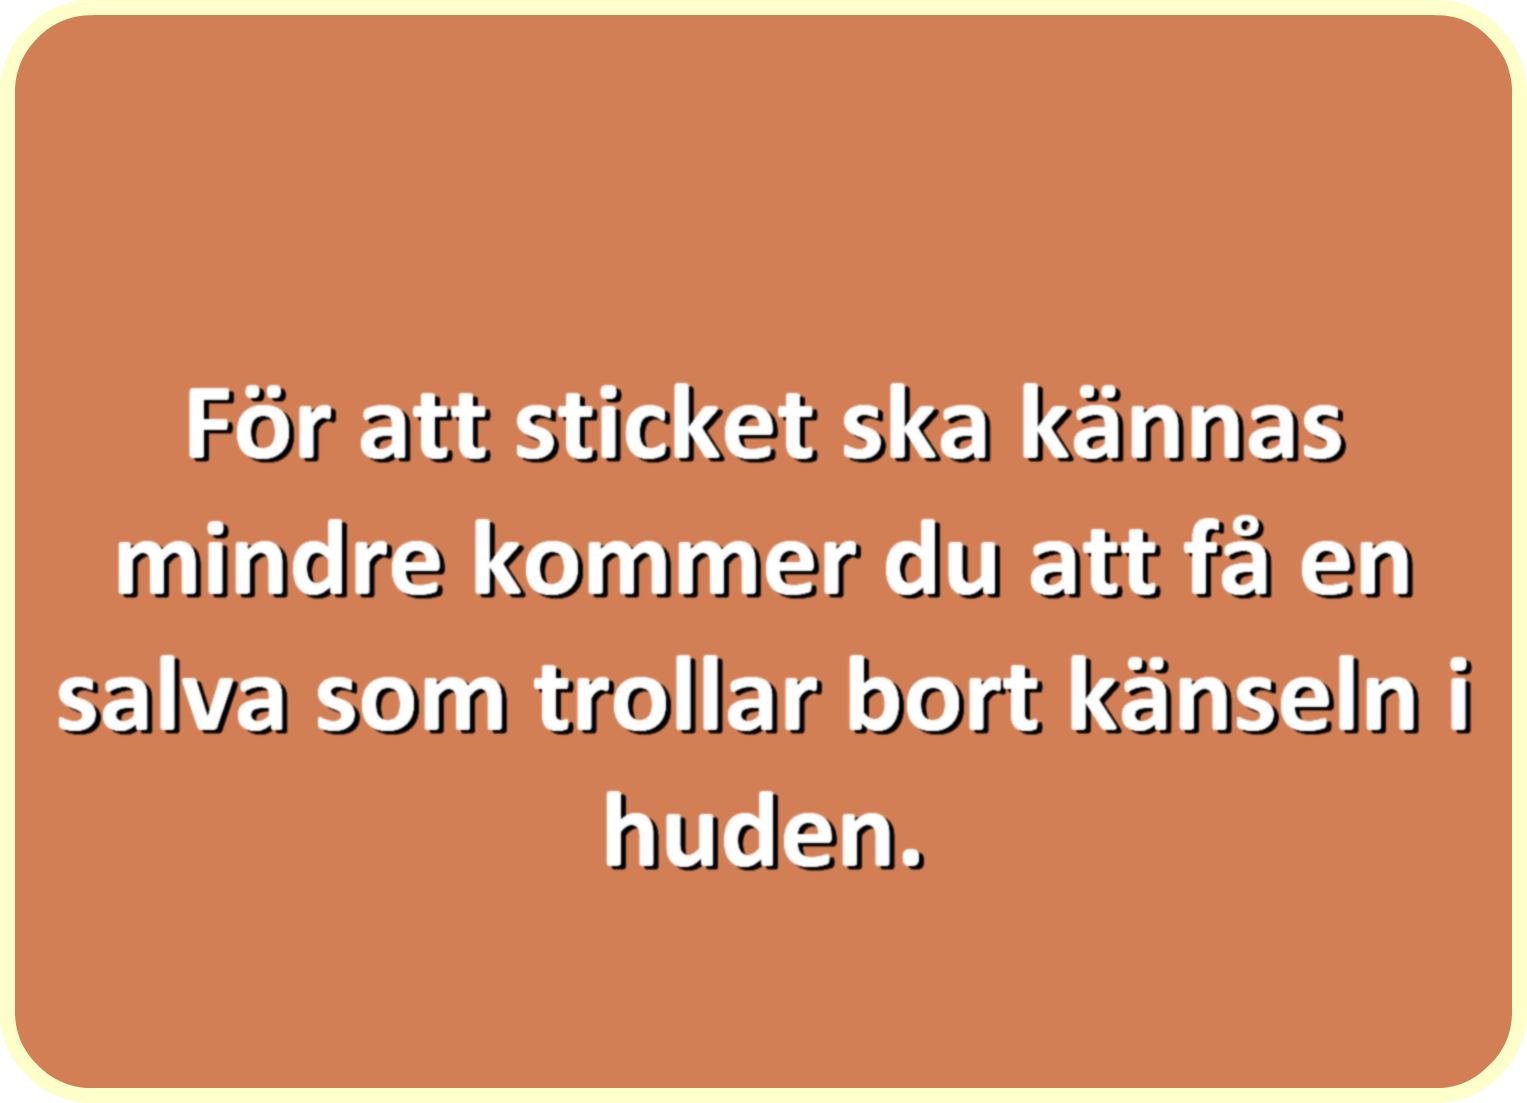 För att sticket ska kännas
mindre kommer du att få en
salva som trollar bort känseln i
huden.